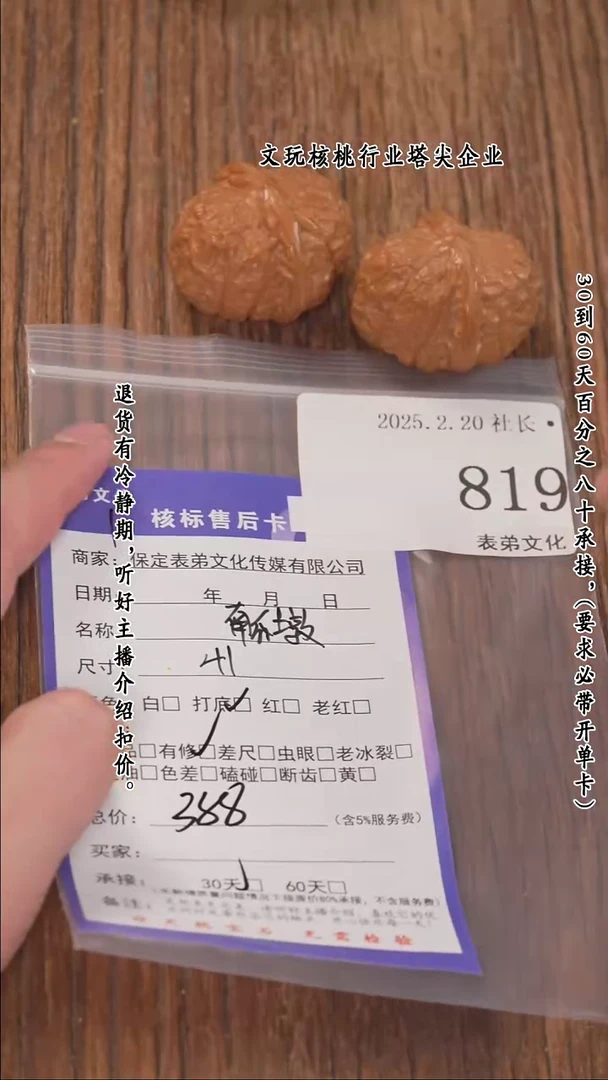 文玩核桃行业塔尖企业
30到60天百分之八十承接，（要求必带开单卡）
退货有冷静期，听好主播介绍扣价。
2025.2.20 社长·
819
表弟文化
文
核标售后卡
商家：保定表弟文化传媒有限公司
日期 年 月 日
名称
尺寸 41
色 白□ 打底□ 红□ 老红□
品□ 有修□ 差尺□ 虫眼□ 老冰裂□
油□ 色差□ 磕碰□ 断齿□ 黄□
总价： 388 （含5%服务费）
买家：
承接： 30天□ 60天□
备注：